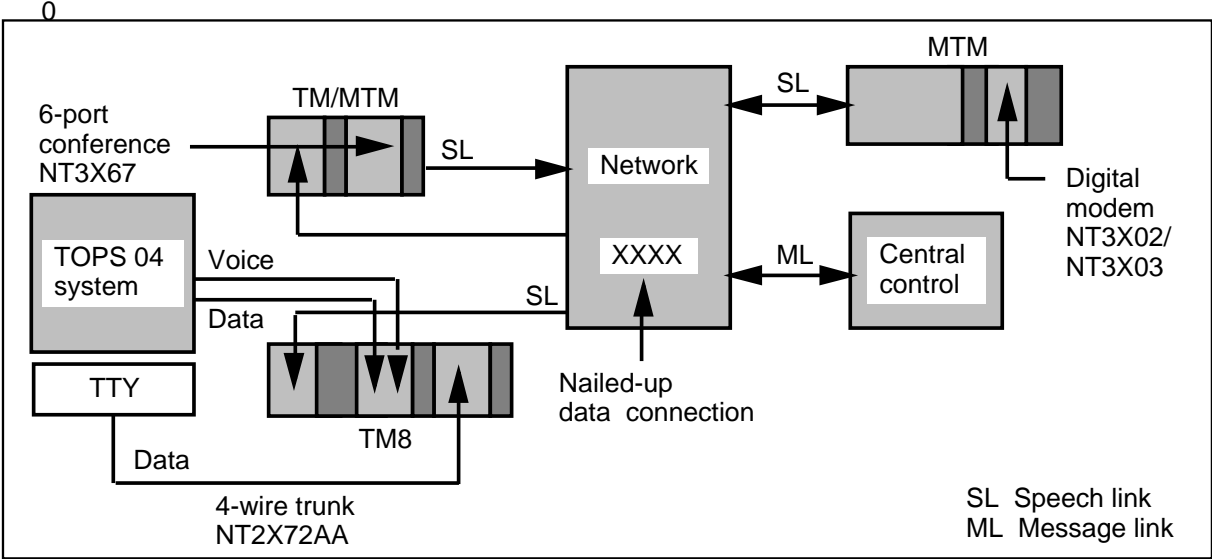 0
MTM
SL
TM/MTM
6-port
conference
NT3X67
SL
Network
Digital
modem
NT3X02/
NT3X03
TOPS 04
system
Voice
XXXX
ML
Central
control
SL
Data
TTY
Nailed-up
data connection
TM8
Data
4-wire trunk
NT2X72AA
SL Speech link
ML Message link